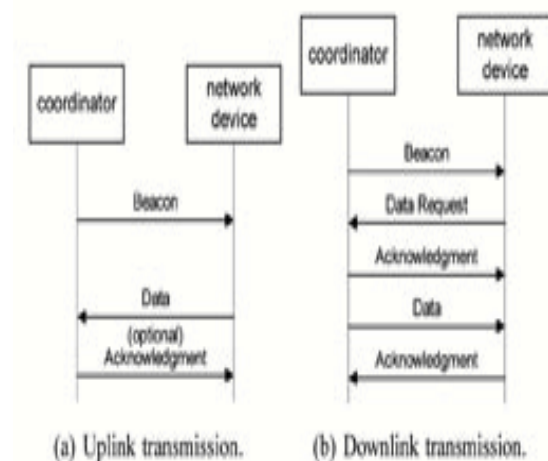 coordinator
network
device
Beacon
Data
(optional)
Acknowledgment
(a) Uplink transmission.
coordinator
network
device
Beacon
Data Request
Acknowledgment
Data
Acknowledgment
(b) Downlink transmission.